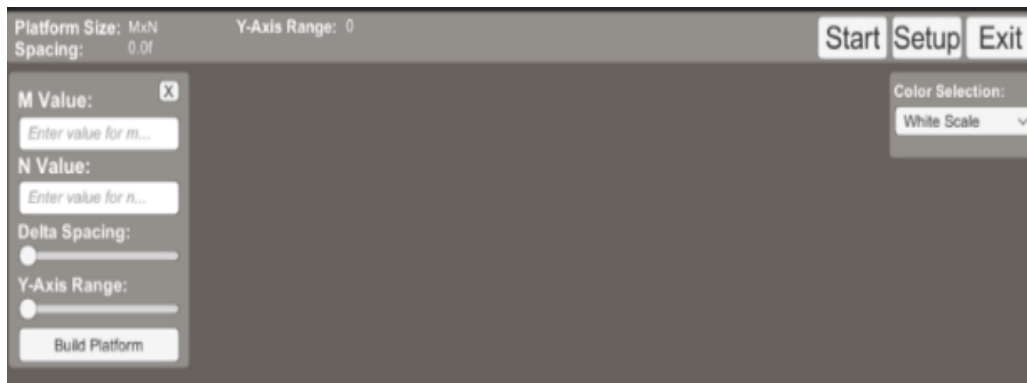 Platform Size: MxN
Y-Axis Range: 0
Spacing: 0.0f
Start Setup Exit
M Value:
X
Enter value for m...
N Value:
Enter value for n...
Delta Spacing:
Y-Axis Range:
Build Platform
Color Selection:
White Scale